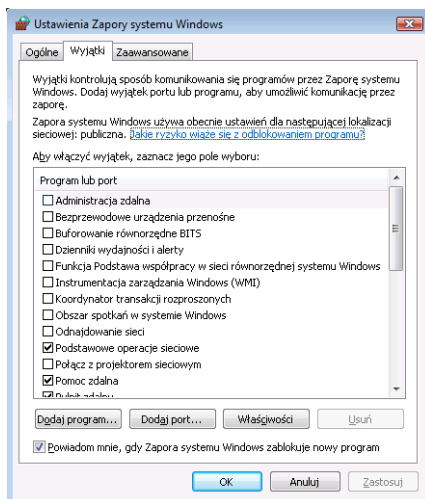 Ustawienia Zapory systemu Windows
Ogólne Wyjątki Zaawansowane
Wyjątki kontrolują sposób komunikowania się programów przez Zaporę systemu
Windows. Dodaj wyjątek portu lub programu, aby umożliwić komunikację przez
zaporę.
Zapora systemu Windows używa obecnie ustawień dla następującej lokalizacji
sieciowej: publiczna. Jakie ryzyko wiąże się z odblokowaniem programu?
Aby włączyć wyjątek, zaznacz jego pole wyboru:
Program lub port
Administracja zdalna
Bezprzewodowe urządzenia przenośne
Buforowanie równorzędne BITS
Dzienniki wydajności i alerty
Funkcja Podstawa współpracy w sieci równorzędnej systemu Windows
Instrumentacja zarządzania Windows (WMI)
Koordynator transakcji rozproszonych
Obszar spotkań w systemie Windows
Odnajdowanie sieci
Podstawowe operacje sieciowe
Połącz z projektorem sieciowym
Pomoc zdalna
Pulpit zdalny
Dodaj program... Dodaj port... Właściwości Usuń
Powiadom mnie, gdy Zapora systemu Windows zablokuje nowy program
OK Anuluj Zastosuj